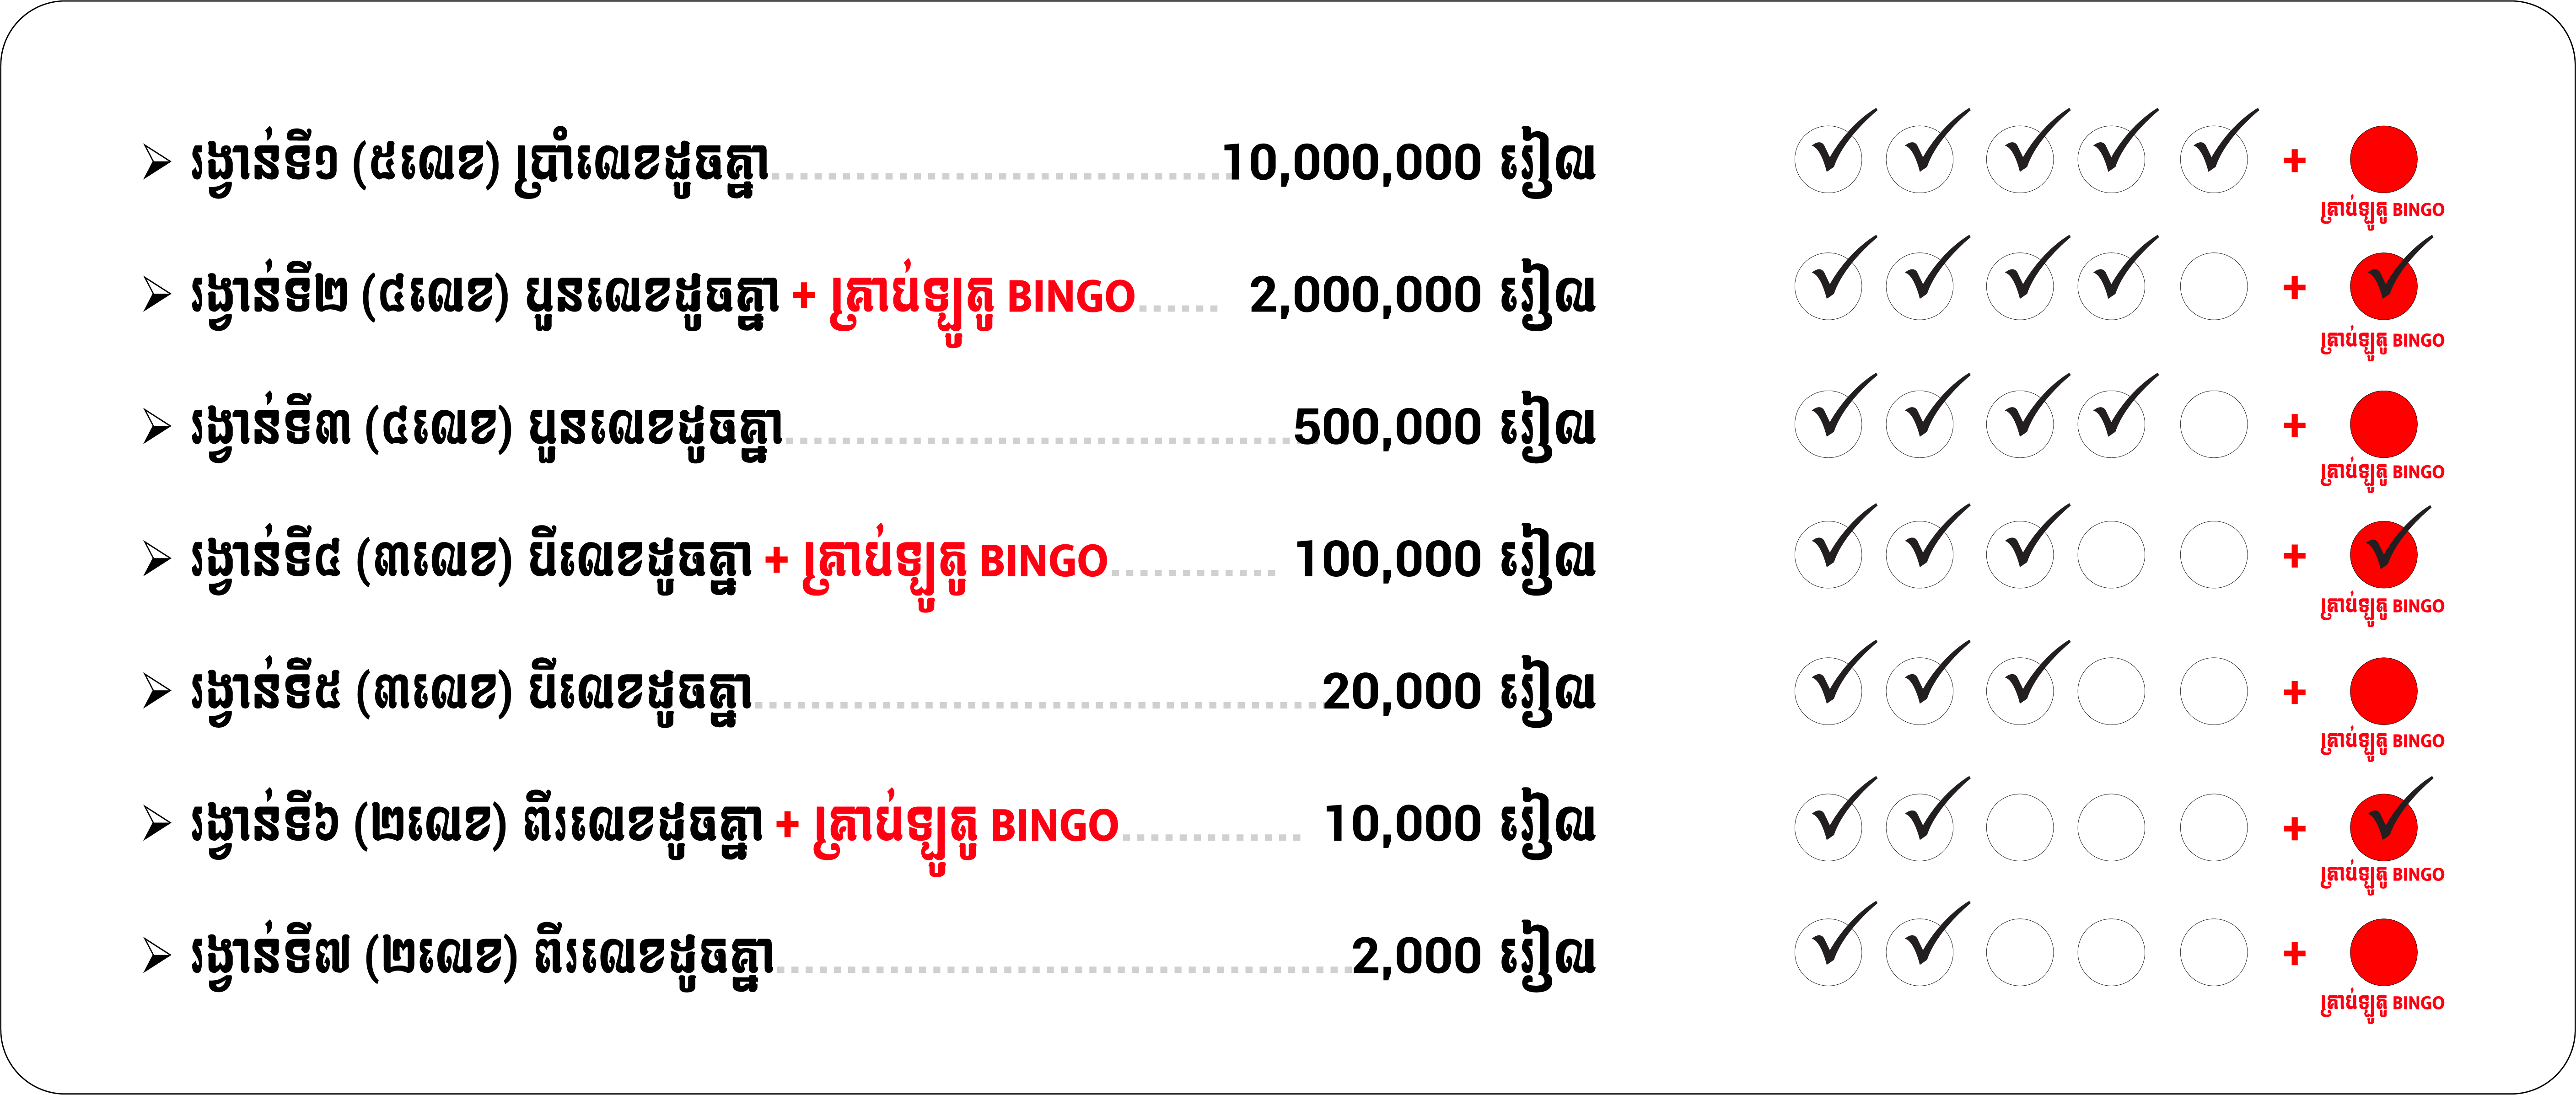 ➢ រង្វាន់ទី១ (៥លេខ) ប្រាំលេខដូចគ្នា................................10,000,000 រៀល + គ្រាប់ឡូតូ BINGO
➢ រង្វាន់ទី២ (៤លេខ) បួនលេខដូចគ្នា + គ្រាប់ឡូតូ BINGO...... 2,000,000 រៀល + គ្រាប់ឡូតូ BINGO
➢ រង្វាន់ទី៣ (៤លេខ) បួនលេខដូចគ្នា....................................500,000 រៀល + គ្រាប់ឡូតូ BINGO
➢ រង្វាន់ទី៤ (៣លេខ) បីលេខដូចគ្នា + គ្រាប់ឡូតូ BINGO............ 100,000 រៀល + គ្រាប់ឡូតូ BINGO
➢ រង្វាន់ទី៥ (៣លេខ) បីលេខដូចគ្នា........................................20,000 រៀល + គ្រាប់ឡូតូ BINGO
➢ រង្វាន់ទី៦ (២លេខ) ពីរលេខដូចគ្នា + គ្រាប់ឡូតូ BINGO............. 10,000 រៀល + គ្រាប់ឡូតូ BINGO
➢ រង្វាន់ទី៧ (២លេខ) ពីរលេខដូចគ្នា.........................................2,000 រៀល + គ្រាប់ឡូតូ BINGO